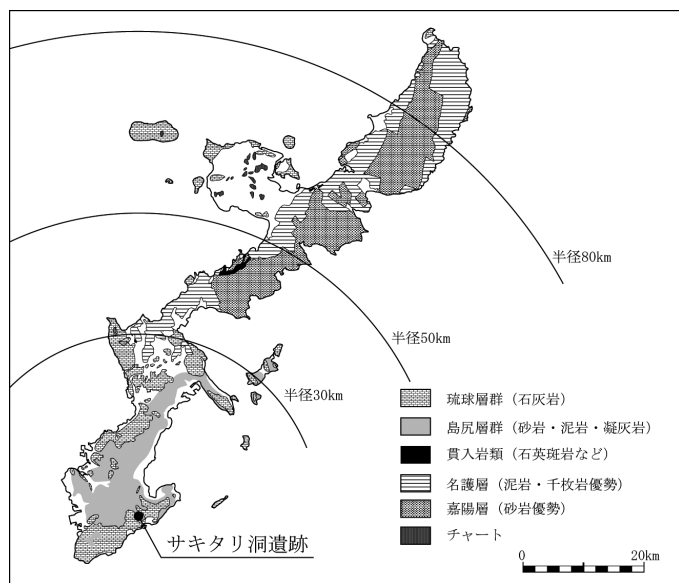 半径80km
半径50km
半径30km
琉球層群（石灰岩）
島尻層群（砂岩・泥岩・凝灰岩）
貫入岩類（石英斑岩など）
名護層（泥岩・千枚岩優勢）
嘉陽層（砂岩優勢）
チャート
サキタリ洞遺跡
0 20km